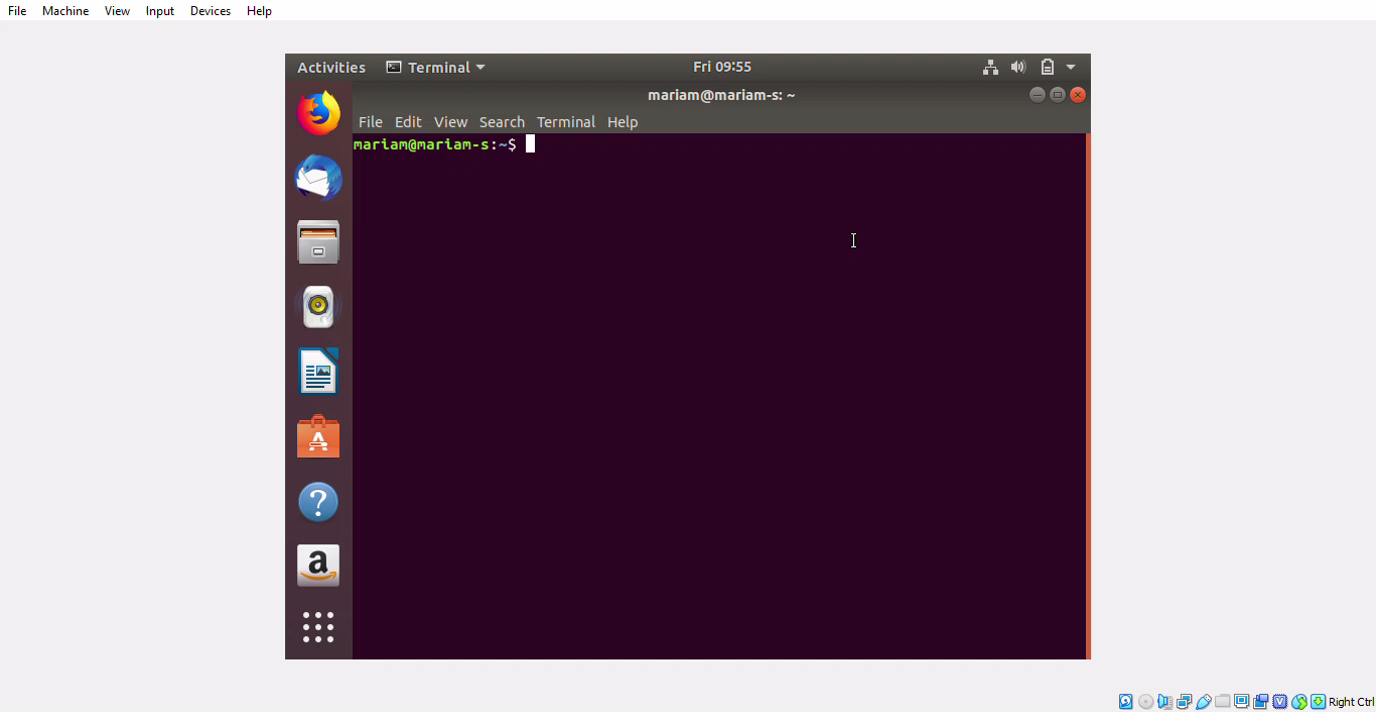 File Machine View Input Devices Help
Activities Terminal Fri 09:55
mariam@mariam-s: ~
File Edit View Search Terminal Help
mariam@mariam-s:~$
A
?
a
V
Right Ctrl